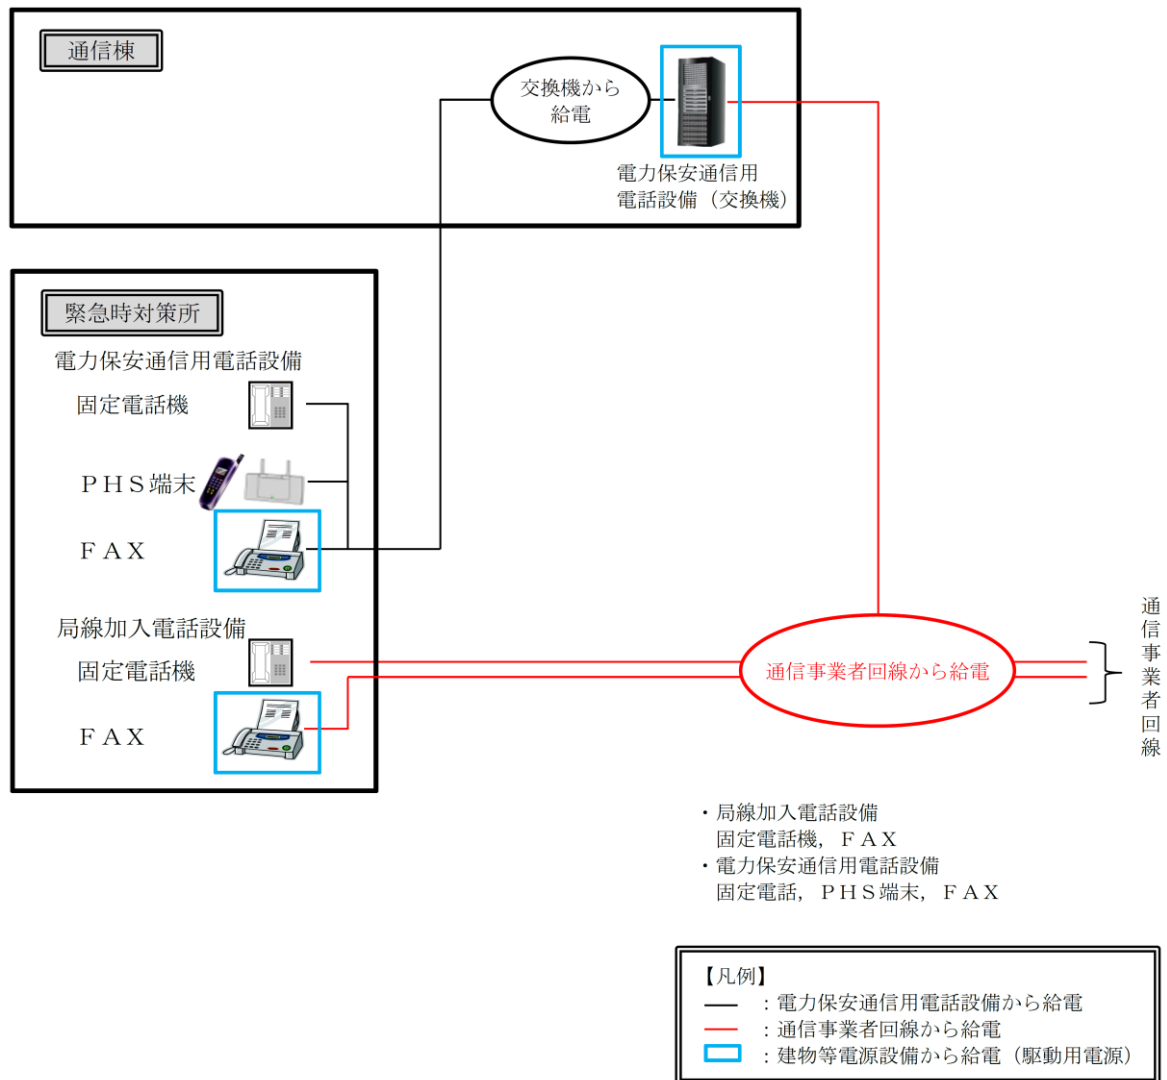 通信棟
交換機から
給電
電力保安通信用
電話設備（交換機）
緊急時対策所
電力保安通信用電話設備
固定電話機
ＰＨＳ端末
ＦＡＸ
局線加入電話設備
固定電話機
ＦＡＸ
通信事業者回線から給電
通信事業者回線
・局線加入電話設備
固定電話機，ＦＡＸ
・電力保安通信用電話設備
固定電話，ＰＨＳ端末，ＦＡＸ
【凡例】
：電力保安通信用電話設備から給電
：通信事業者回線から給電
：建物等電源設備から給電（駆動用電源）